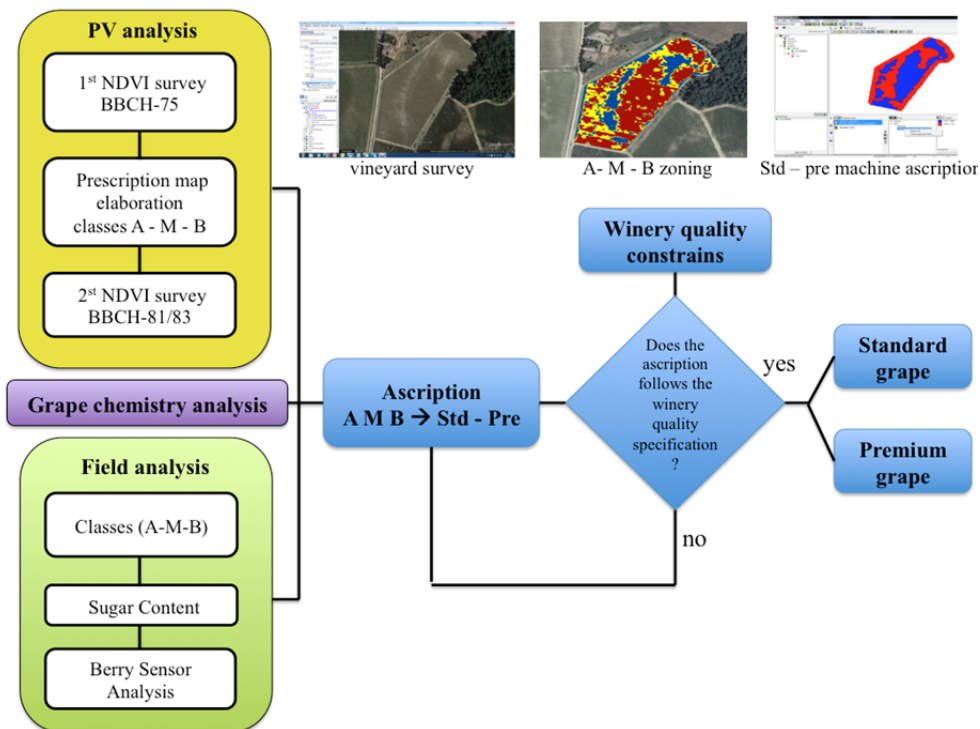 PV analysis
1st NDVI survey
BBCH-75
Prescription map
elaboration
classes A - M - B
2st NDVI survey
BBCH-81/83
Grape chemistry analysis
Field analysis
Classes (A-M-B)
Sugar Content
Berry Sensor
Analysis
vineyard survey
A- M - B zoning
Std – pre machine ascription
Winery quality
constrains
Ascription
A M B → Std - Pre
Does the
ascription
follows the
winery
quality
specification
?
yes
no
Standard
grape
Premium
grape